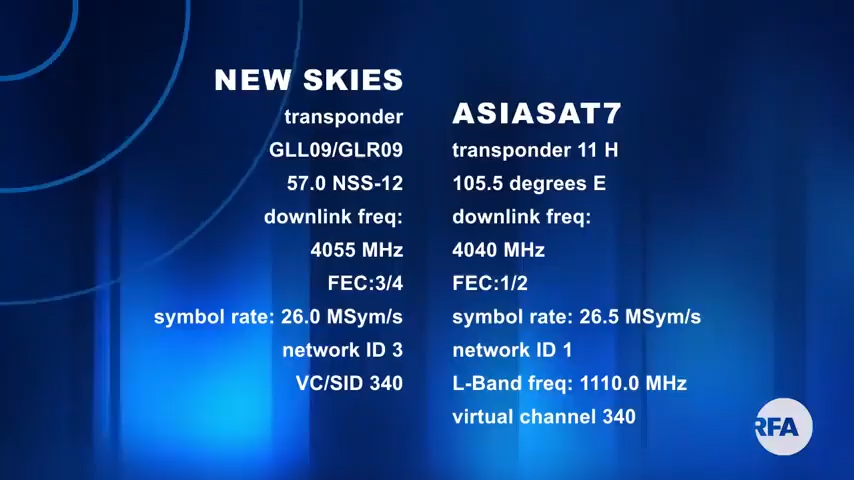 NEW SKIES
transponder
GLL09/GLR09
57.0 NSS-12
downlink freq:
4055 MHz
FEC:3/4
symbol rate: 26.0 MSym/s
network ID 3
VC/SID 340
ASIASAT7
transponder 11 H
105.5 degrees E
downlink freq:
4040 MHz
FEC:1/2
symbol rate: 26.5 MSym/s
network ID 1
L-Band freq: 1110.0 MHz
virtual channel 340
RFA